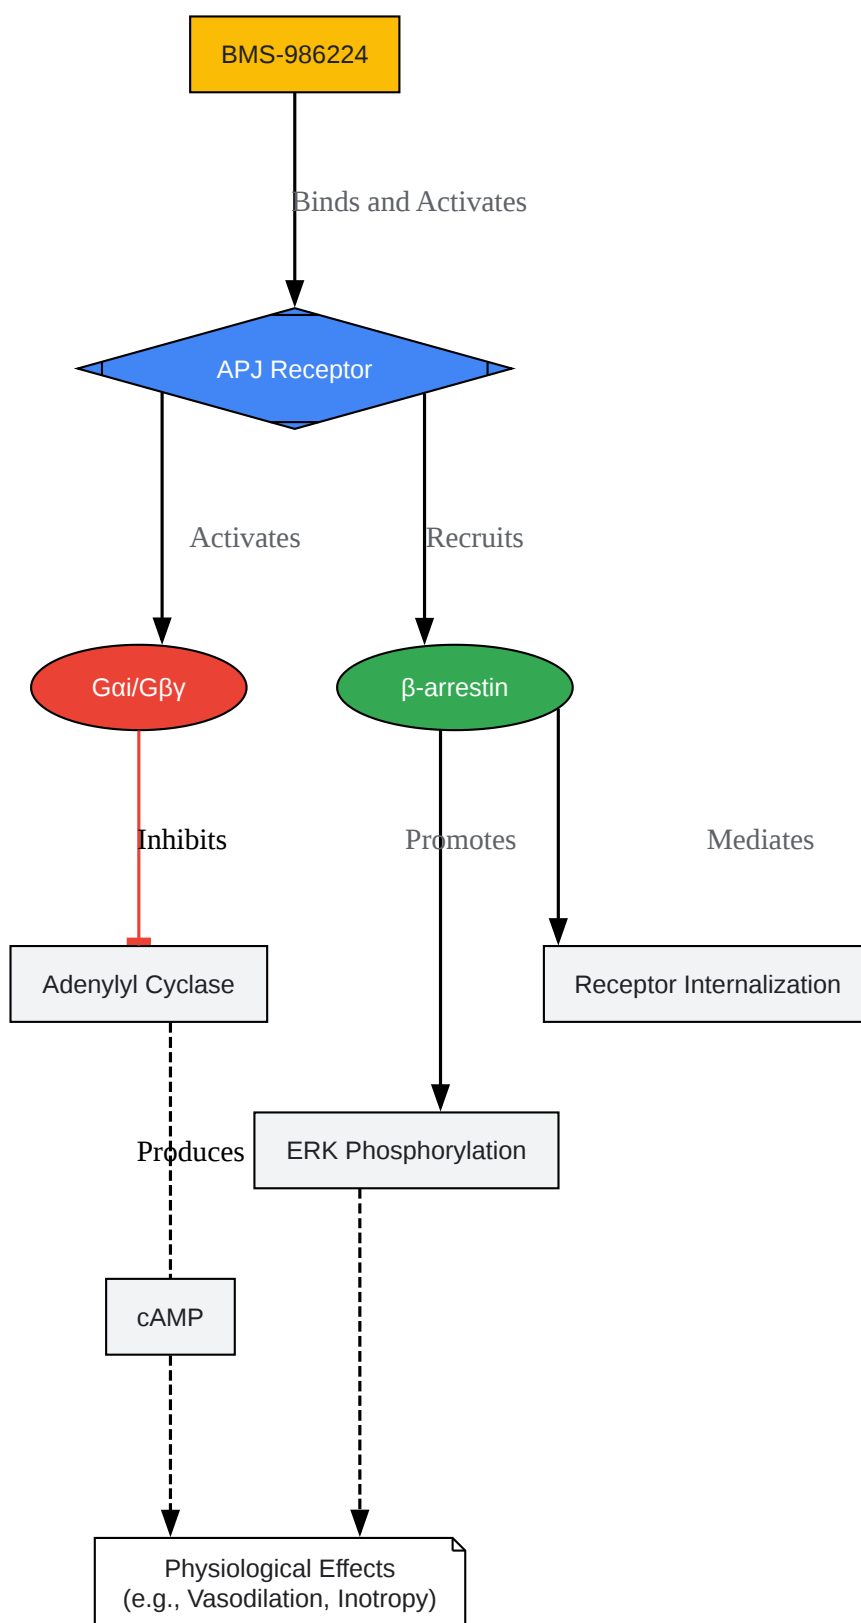 BMS-986224
Binds and Activates
APJ Receptor
Activates
Recruits
Gαi/Gβγ
β-arrestin
Inhibits
Promotes
Mediates
Adenylyl Cyclase
Receptor Internalization
Produces
ERK Phosphorylation
cAMP
Physiological Effects
(e.g., Vasodilation, Inotropy)